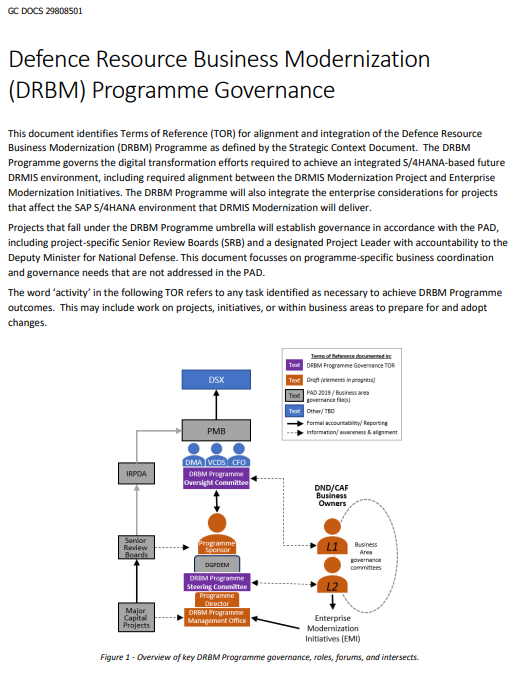 GC DOCS 29808501
Defence Resource Business Modernization
(DRBM) Programme Governance
This document identifies Terms of Reference (TOR) for alignment and integration of the Defence Resource
Business Modernization (DRBM) Programme as defined by the Strategic Context Document.  The DRBM
Programme governs the digital transformation efforts required to achieve an integrated S/4HANA-based future
DRMIS environment, including required alignment between the DRMIS Modernization Project and Enterprise
Modernization Initiatives. The DRBM Programme will also integrate the enterprise considerations for projects
that affect the SAP S/4HANA environment that DRMIS Modernization will deliver.
Projects that fall under the DRBM Programme umbrella will establish governance in accordance with the PAD,
including project-specific Senior Review Boards (SRB) and a designated Project Leader with accountability to the
Deputy Minister for National Defense. This document focusses on programme-specific business coordination
and governance needs that are not addressed in the PAD.
The word ‘activity’ in the following TOR refers to any task identified as necessary to achieve DRBM Programme
outcomes.  This may include work on projects, initiatives, or within business areas to prepare for and adopt
changes.
Terms of Reference documented in:
Text DRBM Programme Governance TOR
Text Draft (elements in progress)
Text PAD 2019 / Business area
governance file(s)
Text Other/ TBD
Formal accountability/ Reporting
Information/ awareness & alignment
DSX
PMB
DMA VCDS CFO
DRBM Programme
Oversight Committee
IRPDA
DND/CAF
Business
Owners
Programme
Sponsor
Senior
Review
Boards
L1
Business
Area
governance
committees
DGPDEM
DRBM Programme
Steering Committee
L2
Programme
Director
Major
Capital
Projects
DRBM Programme
Management Office
Enterprise
Modernization
Initiatives (EMI)
Figure 1 - Overview of key DRBM Programme governance, roles, forums, and intersects.